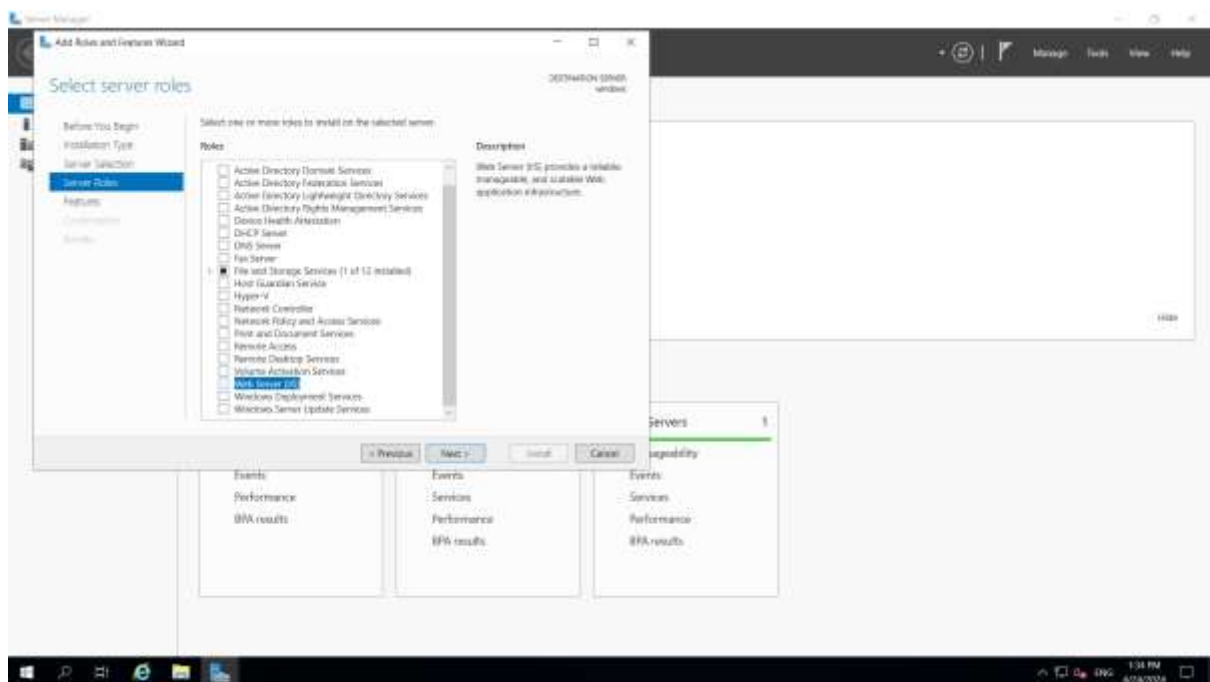 Server Manager
Manage Tools View Help
Add Roles and Features Wizard
Select server roles
DESTINATION SERVER
windows
Before You Begin
Installation Type
Server Selection
Server Roles
Features
Confirmation
Results
Select one or more roles to install on the selected server.
Roles
Active Directory Domain Services
Active Directory Federation Services
Active Directory Lightweight Directory Services
Active Directory Rights Management Services
Device Health Attestation
DHCP Server
DNS Server
Fax Server
File and Storage Services (1 of 12 installed)
Host Guardian Service
Hyper-V
Network Controller
Network Policy and Access Services
Print and Document Services
Remote Access
Remote Desktop Services
Volume Activation Services
Web Server (IIS)
Windows Deployment Services
Windows Server Update Services
Description
Web Server (IIS) provides a reliable,
manageable, and scalable Web
application infrastructure.
< Previous
Next >
Install
Cancel
Hide
Servers 1
Events
Performance
BPA results
Events
Services
Performance
BPA results
Events
Services
Performance
BPA results
ENG
1:34 PM